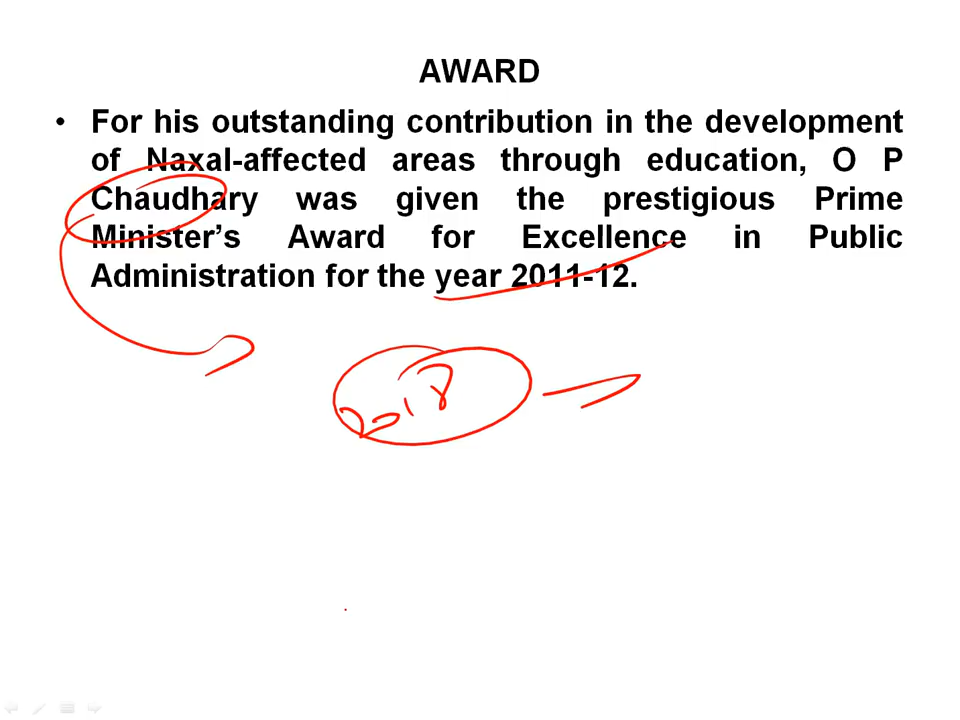 AWARD
• For his outstanding contribution in the development
of Naxal-affected areas through education, O P
Chaudhary was given the prestigious Prime
Minister’s Award for Excellence in Public
Administration for the year 2011-12.
2018